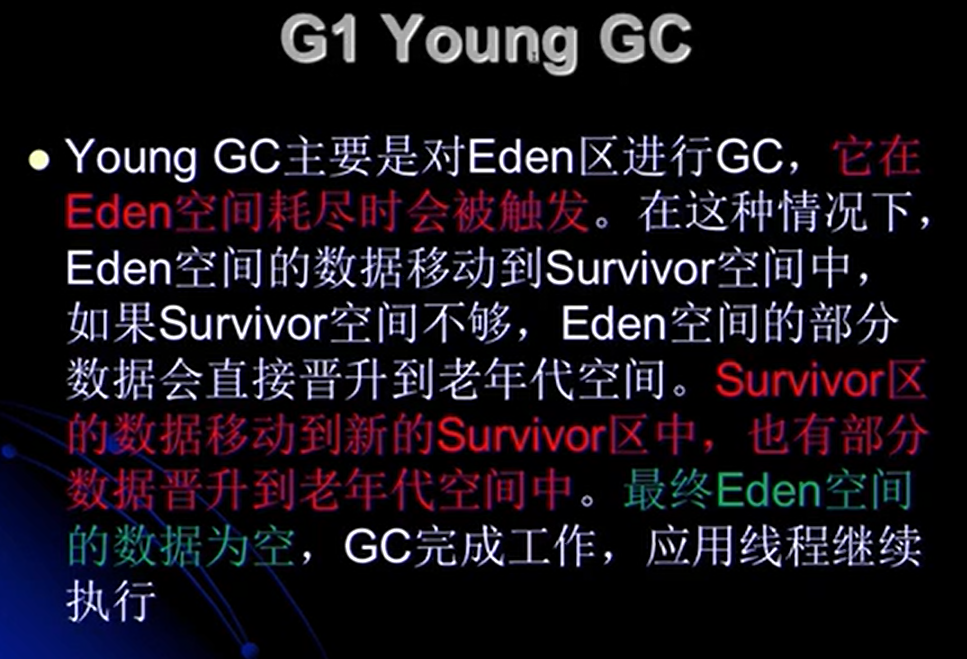 G1 Young GC
Young GC主要是对Eden区进行GC，它在
Eden空间耗尽时会被触发。在这种情况下，
Eden空间的数据移动到Survivor空间中，
如果Survivor空间不够，Eden空间的部分
数据会直接晋升到老年代空间。Survivor区
的数据移动到新的Survivor区中，也有部分
数据晋升到老年代空间中。最终Eden空间
的数据为空，GC完成工作，应用线程继续
执行